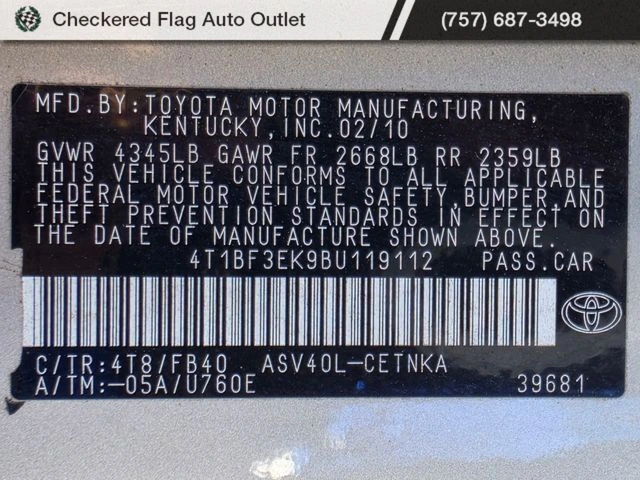 Checkered Flag Auto Outlet
(757) 687-3498
MFD.BY:TOYOTA MOTOR MANUFACTURING,
KENTUCKY,INC.02/10
GVWR 4345LB GAWR FR 2668LB RR 2359LB
THIS VEHICLE CONFORMS TO ALL APPLICABLE
FEDERAL MOTOR VEHICLE SAFETY,BUMPER,AND
THEFT PREVENTION STANDARDS IN EFFECT ON
THE DATE OF MANUFACTURE SHOWN ABOVE.
4T1BF3EK9BU119112 PASS.CAR
C/TR:4T8/FB40 ASV40L-CETNKA
A/TM:-05A/U760E 39681